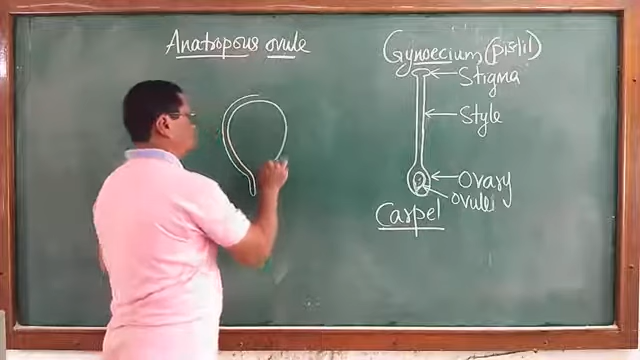 Anatropous ovule
Gynoecium (pistil)
Stigma
Style
Ovary
ovule
Carpel